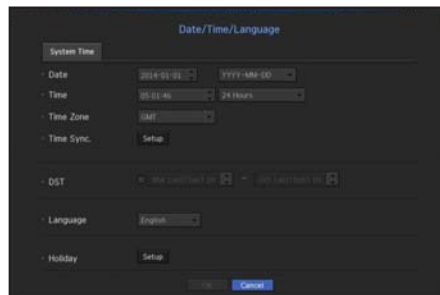 Date/Time/Language
System Time
Date 2014-01-01 YYYY-MM-DD
Time 05:01:46 24 Hours
Time Zone GMT
Time Sync. Setup
DST
Language English
Holiday Setup
OK Cancel